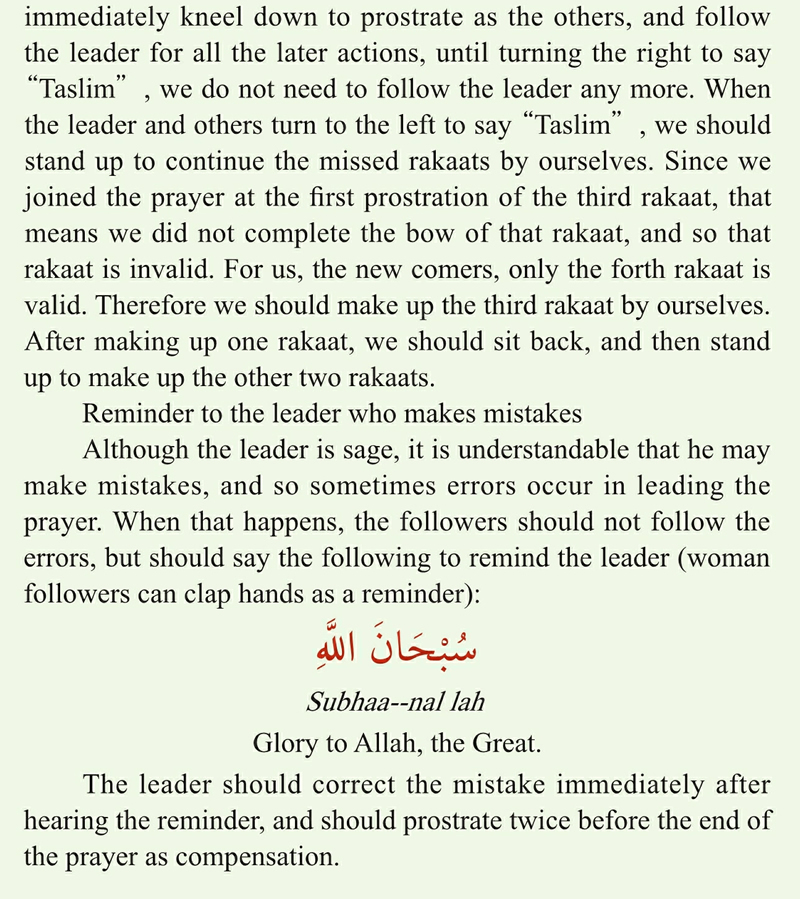 immediately kneel down to prostrate as the others, and follow
the leader for all the later actions, until turning the right to say
“Taslim” , we do not need to follow the leader any more. When
the leader and others turn to the left to say “Taslim” , we should
stand up to continue the missed rakaats by ourselves. Since we
joined the prayer at the first prostration of the third rakaat, that
means we did not complete the bow of that rakaat, and so that
rakaat is invalid. For us, the new comers, only the forth rakaat is
valid. Therefore we should make up the third rakaat by ourselves.
After making up one rakaat, we should sit back, and then stand
up to make up the other two rakaats.
Reminder to the leader who makes mistakes
Although the leader is sage, it is understandable that he may
make mistakes, and so sometimes errors occur in leading the
prayer. When that happens, the followers should not follow the
errors, but should say the following to remind the leader (woman
followers can clap hands as a reminder):
سُبْحَانَ اللَّهِ
Subhaa--nal lah
Glory to Allah, the Great.
The leader should correct the mistake immediately after
hearing the reminder, and should prostrate twice before the end of
the prayer as compensation.